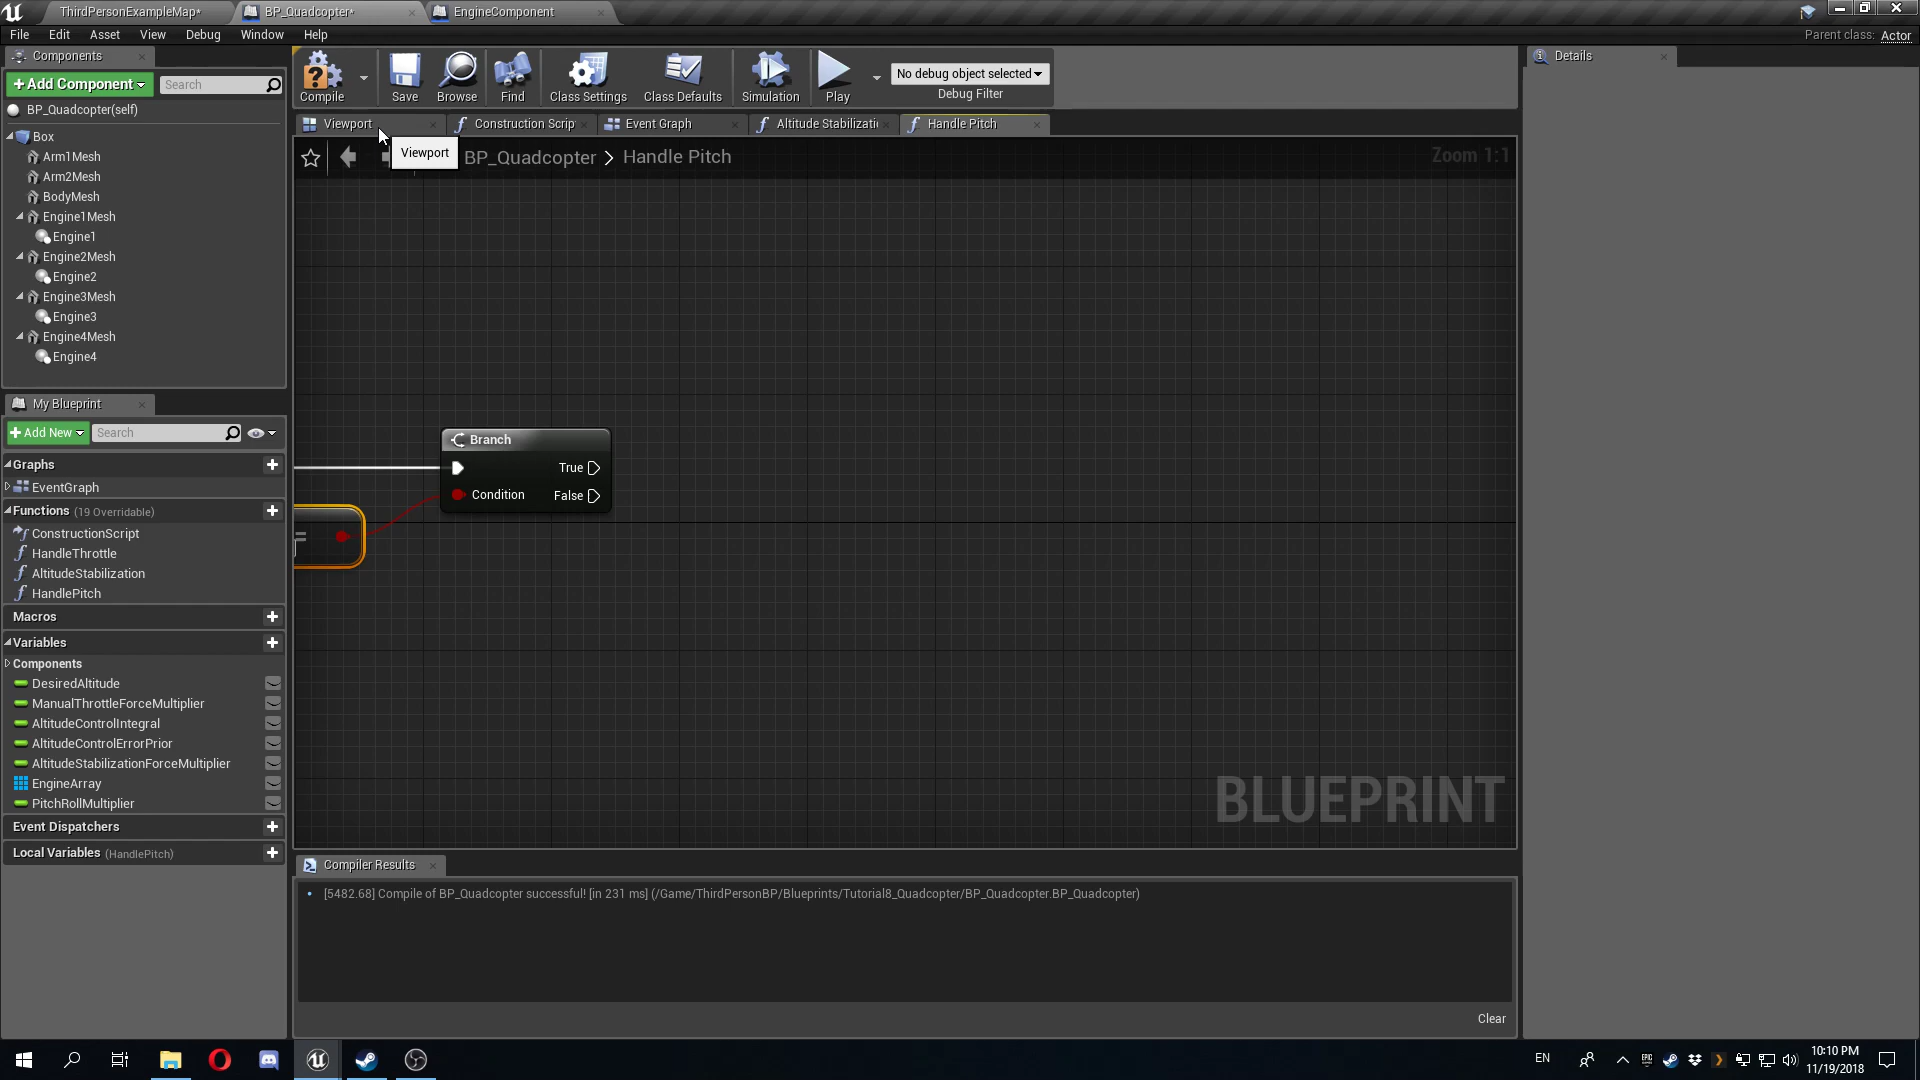 ThirdPersonExampleMap*
BP_Quadcopter*
EngineComponent
File Edit Asset View Debug Window Help
Parent class: Actor
Components
+ Add Component
Search
BP_Quadcopter(self)
Box
Arm1Mesh
Arm2Mesh
BodyMesh
Engine1Mesh
Engine1
Engine2Mesh
Engine2
Engine3Mesh
Engine3
Engine4Mesh
Engine4
My Blueprint
+ Add New
Search
Graphs
EventGraph
Functions (19 Overridable)
ConstructionScript
HandleThrottle
AltitudeStabilization
HandlePitch
Macros
Variables
Components
DesiredAltitude
ManualThrottleForceMultiplier
AltitudeControlIntegral
AltitudeControlErrorPrior
AltitudeStabilizationForceMultiplier
EngineArray
PitchRollMultiplier
Event Dispatchers
Local Variables (HandlePitch)
Compile
Save
Browse
Find
Class Settings
Class Defaults
Simulation
Play
No debug object selected
Debug Filter
Viewport
Construction Scrip
Event Graph
Altitude Stabilizati
Handle Pitch
Viewport
BP_Quadcopter > Handle Pitch
Zoom 1:1
Branch
True
Condition
False
BLUEPRINT
Compiler Results
[5482.68] Compile of BP_Quadcopter successful! [in 231 ms] (/Game/ThirdPersonBP/Blueprints/Tutorial8_Quadcopter/BP_Quadcopter.BP_Quadcopter)
Clear
Details
EN
10:10 PM
11/19/2018